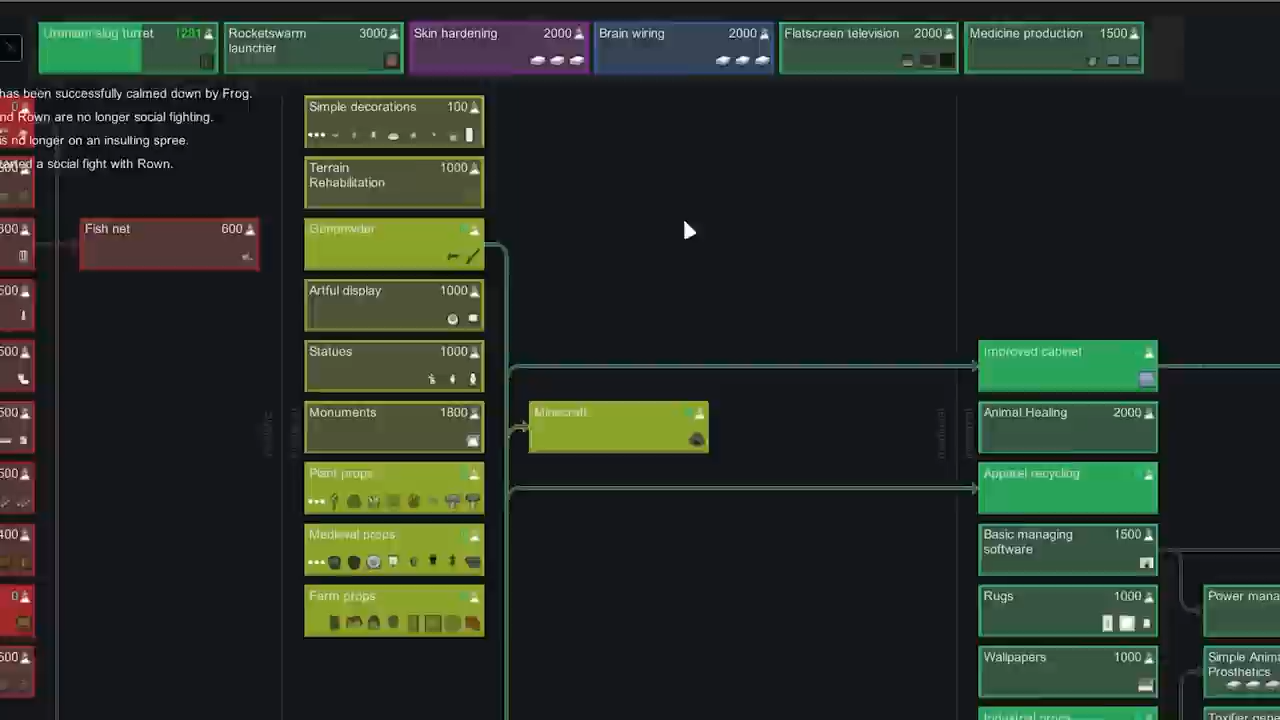 Uranium slug turret 1281
Rocketswarm launcher 3000
Skin hardening 2000
Brain wiring 2000
Flatscreen television 2000
Medicine production 1500
has been successfully calmed down by Frog.
nd Rown are no longer social fighting.
is no longer on an insulting spree.
tarted a social fight with Rown.
Simple decorations 100
Terrain Rehabilitation 1000
Fish net 600
Gunpowder
Artful display 1000
Statues 1000
Improved cabinet
Monuments 1800
Minecraft
Animal Healing 2000
Plant props
Apparel recycling
Medieval props
Basic managing software 1500
Farm props
Rugs 1000
Power mana
Wallpapers 1000
Simple Anim
Prosthetics
Industrial props